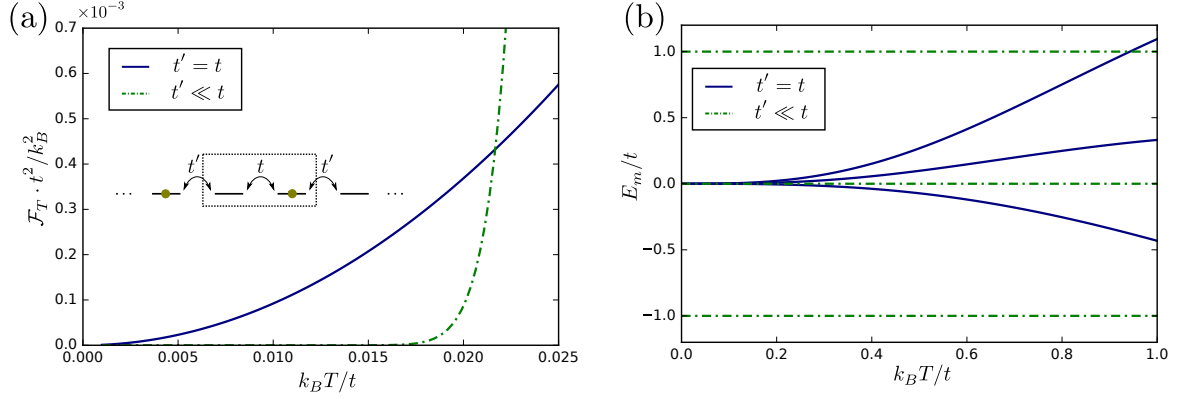 (a)
×10⁻³
0.7
0.6
0.5
0.4
0.3
0.2
0.1
0.0
ℱ_T · t²/k_B²
t′ = t
t′ ≪ t
t′ t t′
··· ···
0.000 0.005 0.010 0.015 0.020 0.025
k_BT/t
(b)
1.0
0.5
0.0
−0.5
−1.0
E_m/t
t′ = t
t′ ≪ t
0.0 0.2 0.4 0.6 0.8 1.0
k_BT/t